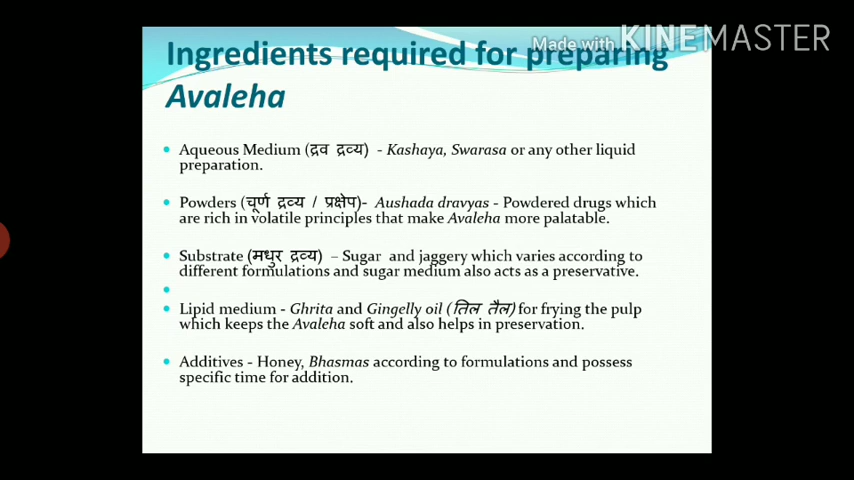 Made with KINEMASTER
Ingredients required for preparing
Avaleha
Aqueous Medium (द्रव द्रव्य) - Kashaya, Swarasa or any other liquid
preparation.
Powders (चूर्ण द्रव्य / प्रक्षेप)- Aushada dravyas - Powdered drugs which
are rich in volatile principles that make Avaleha more palatable.
Substrate (मधुर द्रव्य) – Sugar and jaggery which varies according to
different formulations and sugar medium also acts as a preservative.
Lipid medium - Ghrita and Gingelly oil (तिल तैल) for frying the pulp
which keeps the Avaleha soft and also helps in preservation.
Additives - Honey, Bhasmas according to formulations and possess
specific time for addition.